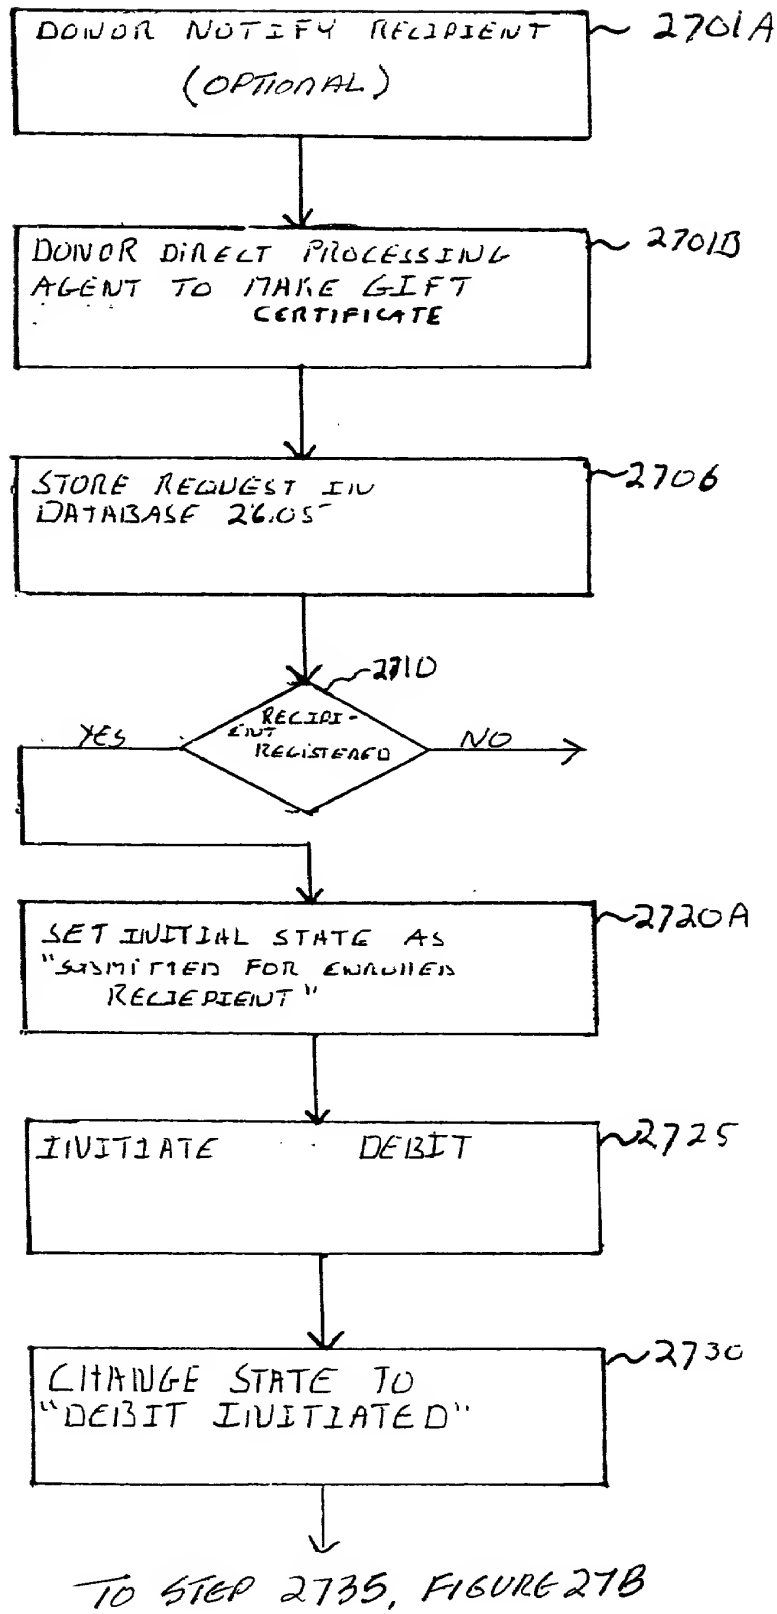 DONOR NOTIFY RECIPIENT
(OPTIONAL)
2701A
DONOR DIRECT PROCESSING
AGENT TO MAKE GIFT
CERTIFICATE
2701B
STORE REQUEST IN
DATABASE 2605
2706
2710
RECIPI-
ENT
REGISTERED
YES
NO
SET INITIAL STATE AS
"SUBMITTED FOR ENROLLED
RECIEPIENT"
2720A
INITIATE DEBIT
2725
CHANGE STATE TO
"DEBIT INITIATED"
2730
TO STEP 2735, FIGURE 27B